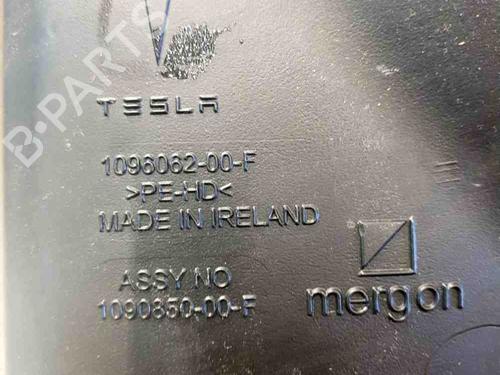 TESLA
1096062-00-F
>PE-HD<
MADE IN IRELAND
ASSY NO
1090850-00-F
mergon
B-PARTS